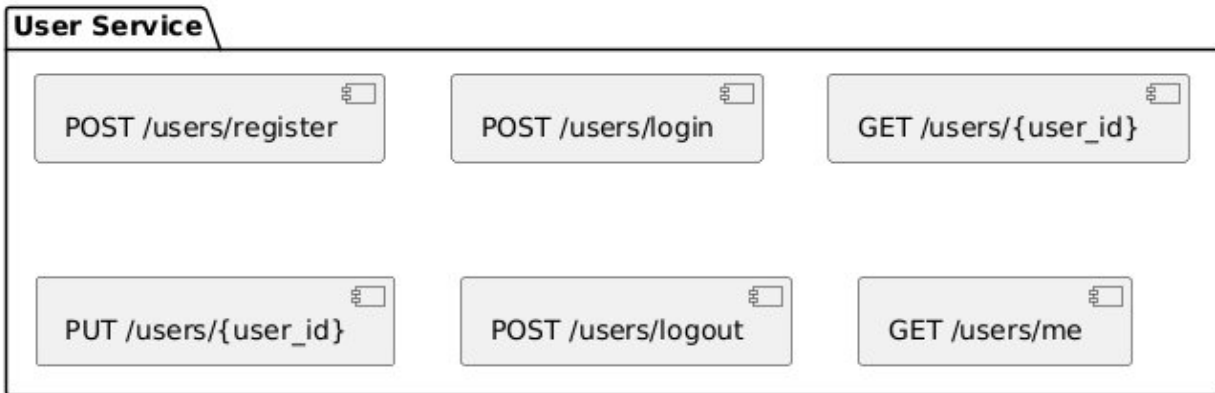 User Service
POST /users/register
POST /users/login
GET /users/{user_id}
PUT /users/{user_id}
POST /users/logout
GET /users/me